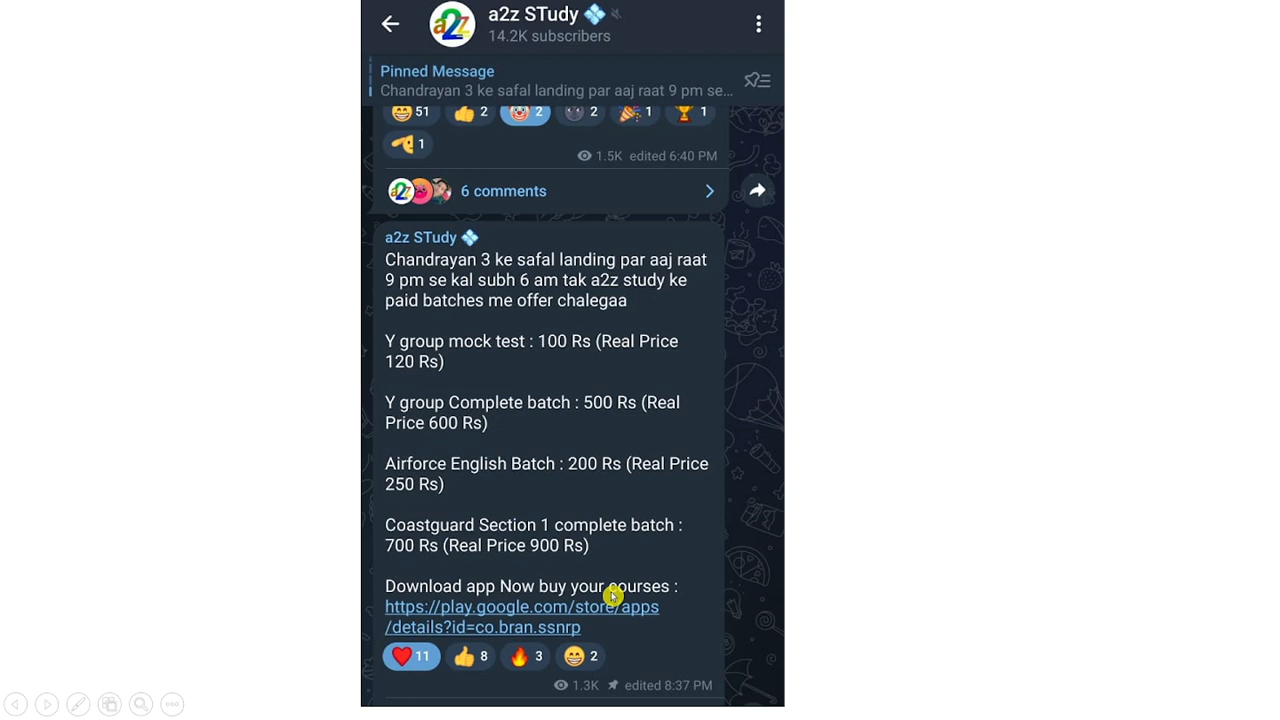 a2z STudy
14.2K subscribers
Pinned Message
Chandrayan 3 ke safal landing par aaj raat 9 pm se...
51 2 2 2 1 1
1
1.5K edited 6:40 PM
6 comments
a2z STudy
Chandrayan 3 ke safal landing par aaj raat
9 pm se kal subh 6 am tak a2z study ke
paid batches me offer chalegaa
Y group mock test : 100 Rs (Real Price
120 Rs)
Y group Complete batch : 500 Rs (Real
Price 600 Rs)
Airforce English Batch : 200 Rs (Real Price
250 Rs)
Coastguard Section 1 complete batch :
700 Rs (Real Price 900 Rs)
Download app Now buy your courses :
https://play.google.com/store/apps
/details?id=co.bran.ssnrp
11 8 3 2
1.3K edited 8:37 PM